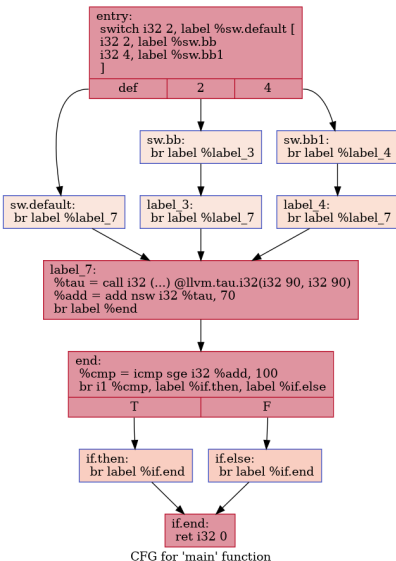 entry:
switch i32 2, label %sw.default [
i32 2, label %sw.bb
i32 4, label %sw.bb1
]
def 2 4
sw.bb:
br label %label_3
sw.bb1:
br label %label_4
sw.default:
br label %label_7
label_3:
br label %label_7
label_4:
br label %label_7
label_7:
%tau = call i32 (...) @llvm.tau.i32(i32 90, i32 90)
%add = add nsw i32 %tau, 70
br label %end
end:
%cmp = icmp sge i32 %add, 100
br i1 %cmp, label %if.then, label %if.else
T F
if.then:
br label %if.end
if.else:
br label %if.end
if.end:
ret i32 0
CFG for 'main' function